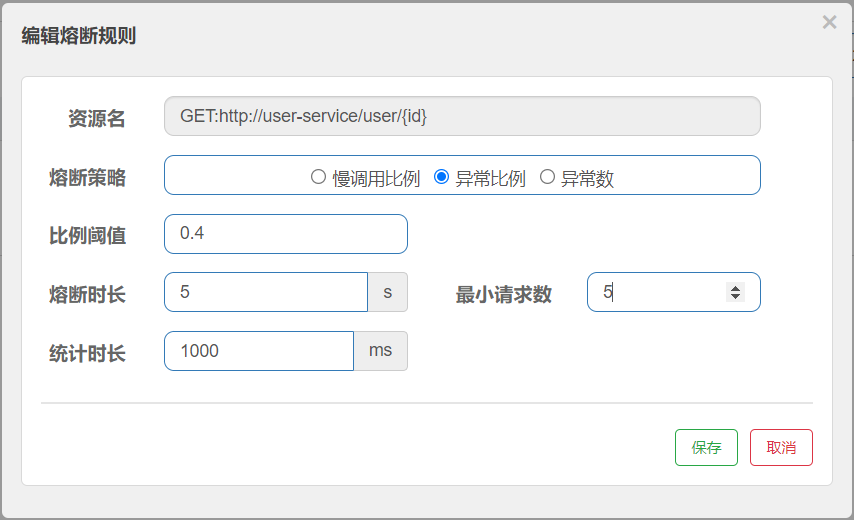 编辑熔断规则
×
资源名 GET:http://user-service/user/{id}
熔断策略 慢调用比例 异常比例 异常数
比例阈值 0.4
熔断时长 5 s 最小请求数 5
统计时长 1000 ms
保存 取消